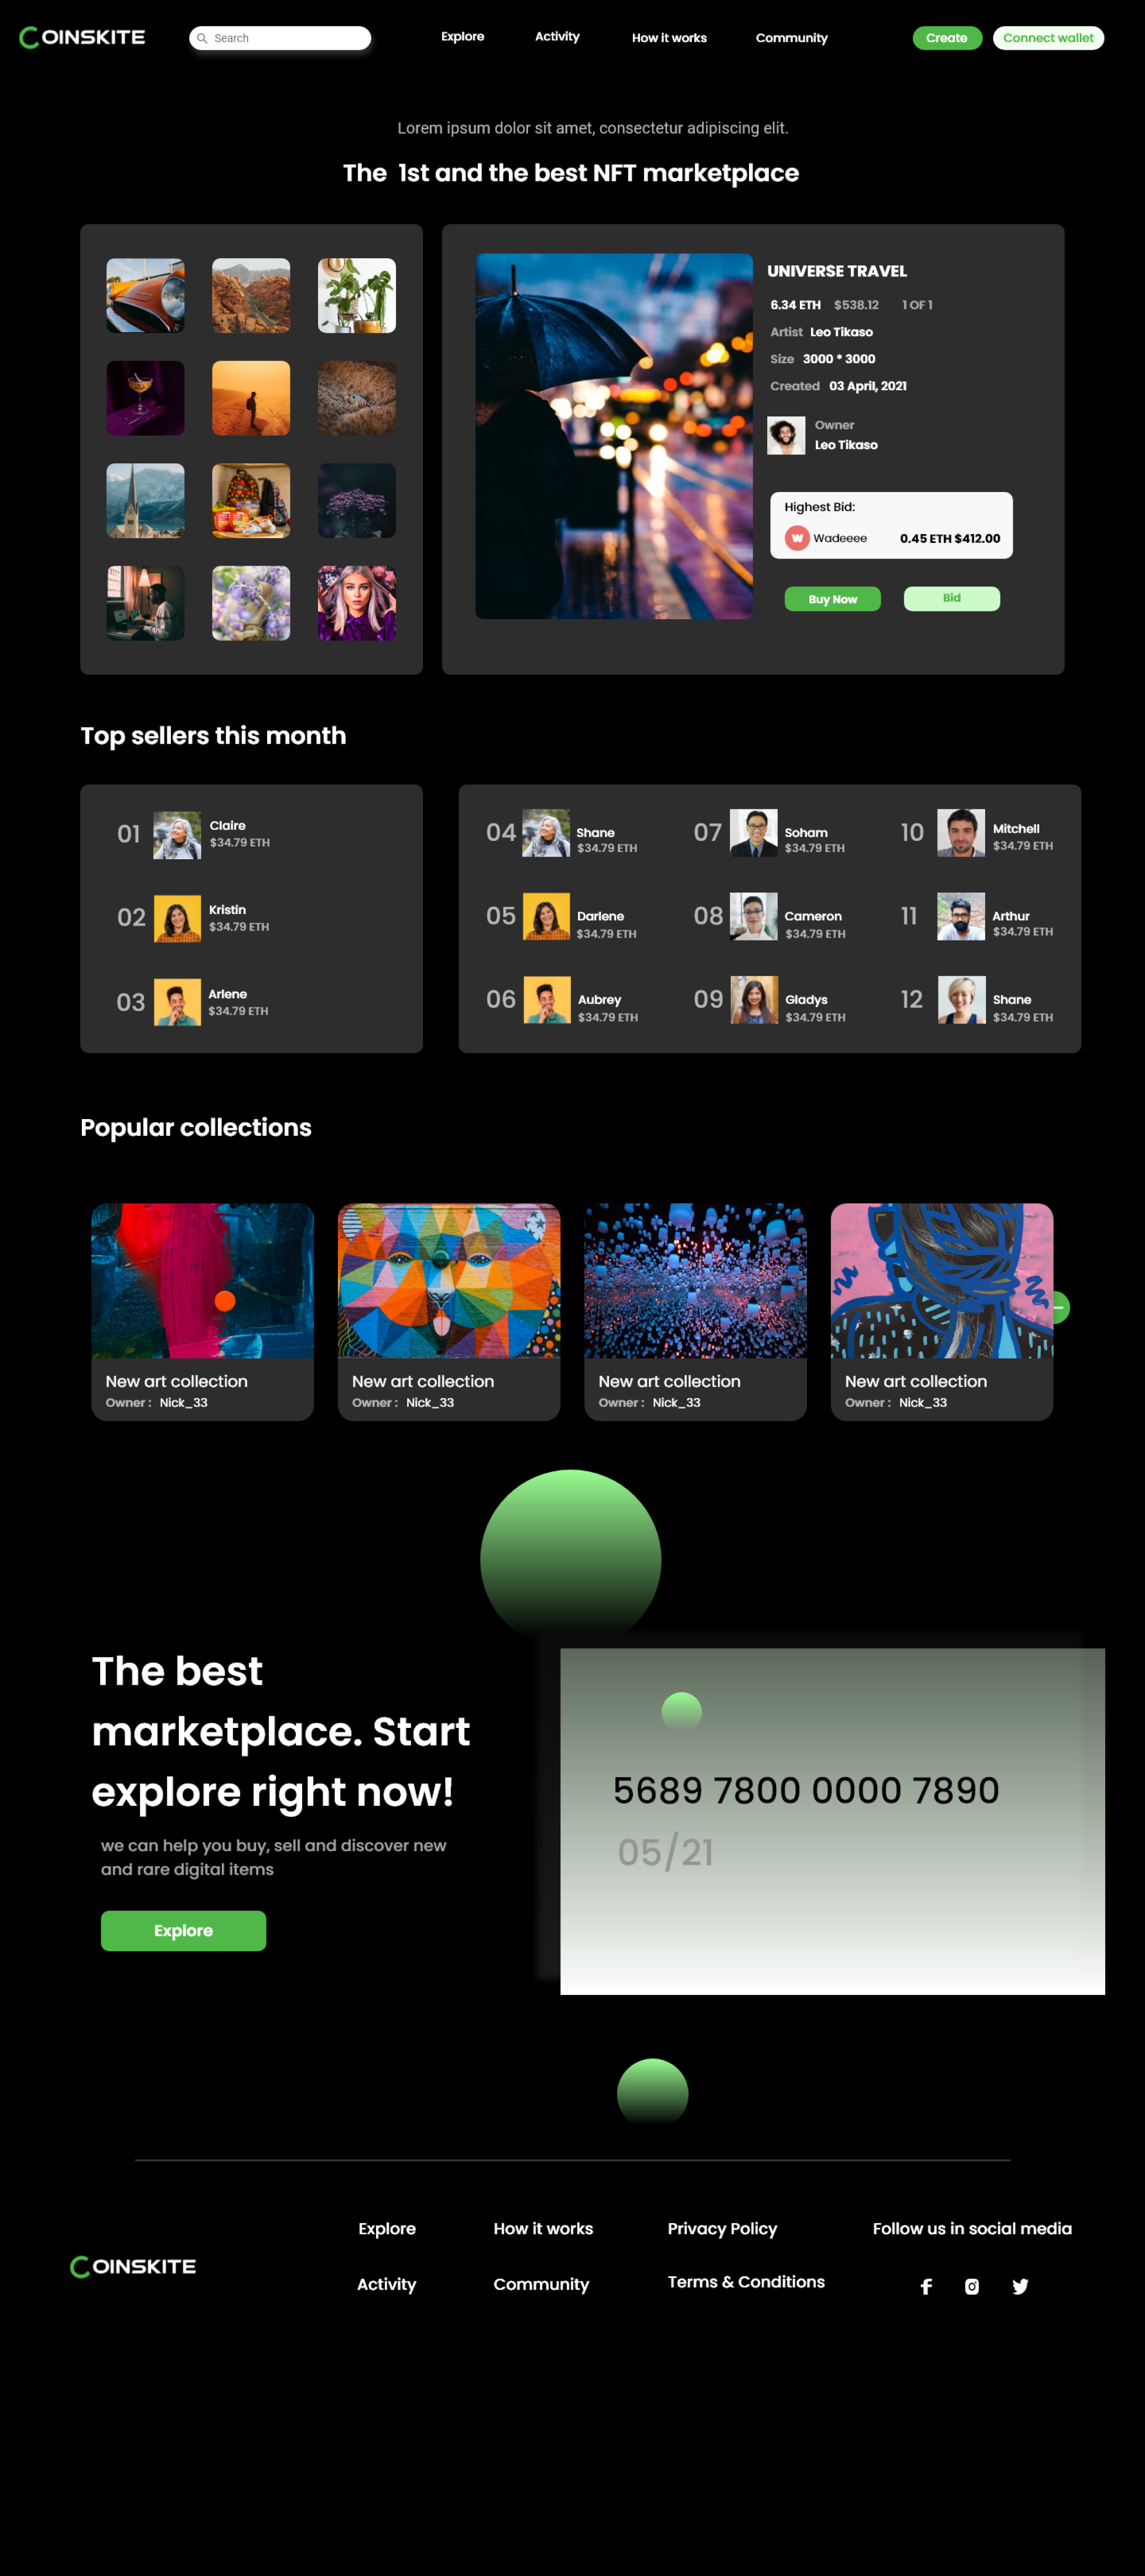 COINSKITE
Search
Explore
Activity
How it works
Community
Create
Connect wallet
Lorem ipsum dolor sit amet, consectetur adipiscing elit.
The 1st and the best NFT marketplace
UNIVERSE TRAVEL
6.34 ETH $538.12 1 OF 1
Artist Leo Tikaso
Size 3000 * 3000
Created 03 April, 2021
Owner
Leo Tikaso
Highest Bid:
W Wadeeee 0.45 ETH $412.00
Buy Now
Bid
Top sellers this month
01 Claire
$34.79 ETH
02 Kristin
$34.79 ETH
03 Arlene
$34.79 ETH
04 Shane
$34.79 ETH
05 Darlene
$34.79 ETH
06 Aubrey
$34.79 ETH
07 Soham
$34.79 ETH
08 Cameron
$34.79 ETH
09 Gladys
$34.79 ETH
10 Mitchell
$34.79 ETH
11 Arthur
$34.79 ETH
12 Shane
$34.79 ETH
Popular collections
New art collection
Owner : Nick_33
New art collection
Owner : Nick_33
New art collection
Owner : Nick_33
New art collection
Owner : Nick_33
The best
marketplace. Start
explore right now!
we can help you buy, sell and discover new
and rare digital items
Explore
5689 7800 0000 7890
05/21
COINSKITE
Explore
Activity
How it works
Community
Privacy Policy
Terms & Conditions
Follow us in social media